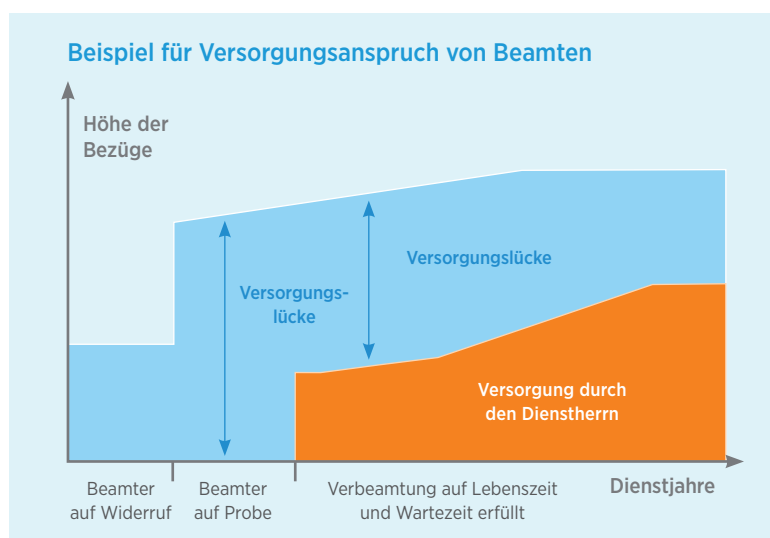 Beispiel für Versorgungsanspruch von Beamten
Höhe der
Bezüge
Versorgungslücke
Versorgungs-
lücke
Versorgung durch
den Dienstherrn
Dienstjahre
Beamter
auf Widerruf
Beamter
auf Probe
Verbeamtung auf Lebenszeit
und Wartezeit erfüllt